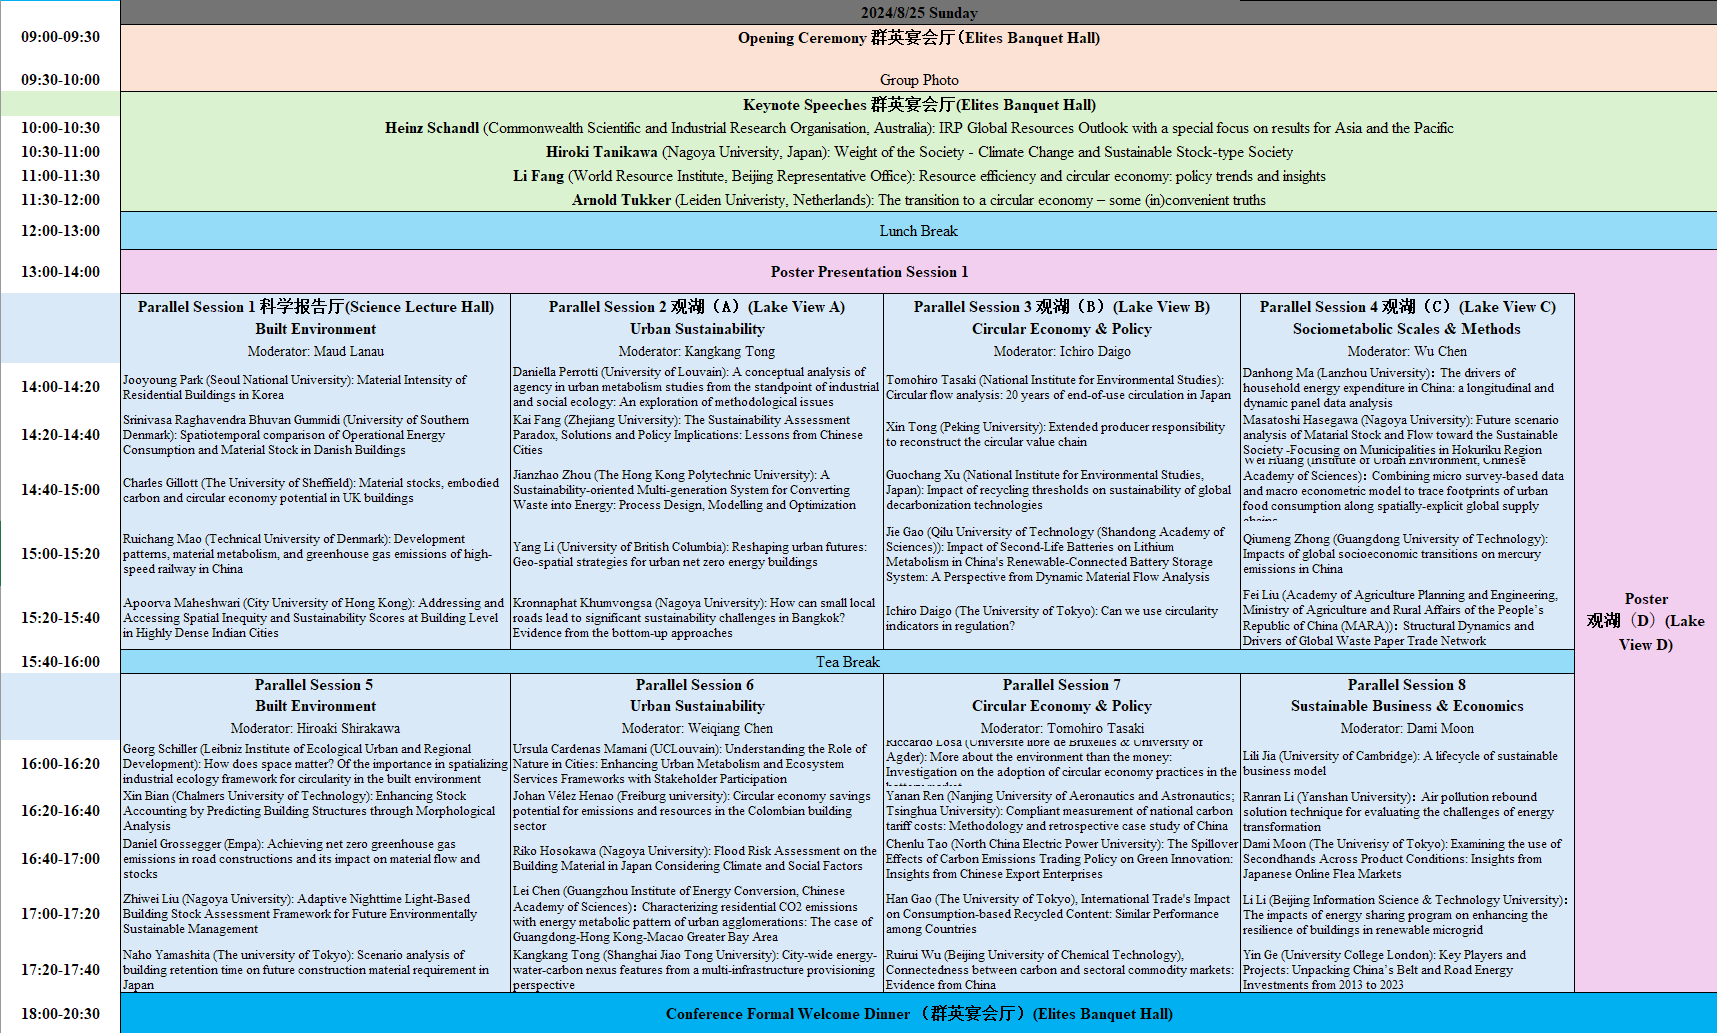 2024/8/25 Sunday
09:00-09:30
Opening Ceremony 群英宴会厅(Elites Banquet Hall)
09:30-10:00
Group Photo
Keynote Speeches 群英宴会厅(Elites Banquet Hall)
10:00-10:30
Heinz Schandl (Commonwealth Scientific and Industrial Research Organisation, Australia): IRP Global Resources Outlook with a special focus on results for Asia and the Pacific
10:30-11:00
Hiroki Tanikawa (Nagoya University, Japan): Weight of the Society - Climate Change and Sustainable Stock-type Society
11:00-11:30
Li Fang (World Resource Institute, Beijing Representative Office): Resource efficiency and circular economy: policy trends and insights
11:30-12:00
Arnold Tukker (Leiden Univeristy, Netherlands): The transition to a circular economy – some (in)convenient truths
12:00-13:00
Lunch Break
13:00-14:00
Poster Presentation Session 1
Parallel Session 1 科学报告厅(Science Lecture Hall)
Built Environment
Moderator: Maud Lanau
Parallel Session 2 观湖（A）(Lake View A)
Urban Sustainability
Moderator: Kangkang Tong
Parallel Session 3 观湖（B）(Lake View B)
Circular Economy & Policy
Moderator: Ichiro Daigo
Parallel Session 4 观湖（C）(Lake View C)
Sociometabolic Scales & Methods
Moderator: Wu Chen
14:00-14:20
Jooyoung Park (Seoul National University): Material Intensity of
Residential Buildings in Korea
Daniella Perrotti (University of Louvain): A conceptual analysis of
agency in urban metabolism studies from the standpoint of industrial
and social ecology: An exploration of methodological issues
Tomohiro Tasaki (National Institute for Environmental Studies):
Circular flow analysis: 20 years of end-of-use circulation in Japan
Danhong Ma (Lanzhou University)：The drivers of
household energy expenditure in China: a longitudinal and
dynamic panel data analysis
14:20-14:40
Srinivasa Raghavendra Bhuvan Gummidi (University of Southern
Denmark): Spatiotemporal comparison of Operational Energy
Consumption and Material Stock in Danish Buildings
Kai Fang (Zhejiang University): The Sustainability Assessment
Paradox, Solutions and Policy Implications: Lessons from Chinese
Cities
Xin Tong (Peking University): Extended producer responsibility
to reconstruct the circular value chain
Masatoshi Hasegawa (Nagoya University): Future scenario
analysis of Matarial Stock and Flow toward the Sustainable
Society -Focusing on Municipalities in Hokuriku Region
14:40-15:00
Charles Gillott (The University of Sheffield): Material stocks, embodied
carbon and circular economy potential in UK buildings
Jianzhao Zhou (The Hong Kong Polytechnic University): A
Sustainability-oriented Multi-generation System for Converting
Waste into Energy: Process Design, Modelling and Optimization
Guochang Xu (National Institute for Environmental Studies,
Japan): Impact of recycling thresholds on sustainability of global
decarbonization technologies
Wei Huang (Institute of Urban Environment, Chinese
Academy of Sciences)：Combining micro survey-based data
and macro econometric model to trace footprints of urban
food consumption along spatially-explicit global supply
chains
15:00-15:20
Ruichang Mao (Technical University of Denmark): Development
patterns, material metabolism, and greenhouse gas emissions of high-
speed railway in China
Yang Li (University of British Columbia): Reshaping urban futures:
Geo-spatial strategies for urban net zero energy buildings
Jie Gao (Qilu University of Technology (Shandong Academy of
Sciences)): Impact of Second-Life Batteries on Lithium
Metabolism in China's Renewable-Connected Battery Storage
System: A Perspective from Dynamic Material Flow Analysis
Qiumeng Zhong (Guangdong University of Technology):
Impacts of global socioeconomic transitions on mercury
emissions in China
15:20-15:40
Apoorva Maheshwari (City University of Hong Kong): Addressing and
Accessing Spatial Inequity and Sustainability Scores at Building Level
in Highly Dense Indian Cities
Kronnaphat Khumvongsa (Nagoya University): How can small local
roads lead to significant sustainability challenges in Bangkok?
Evidence from the bottom-up approaches
Ichiro Daigo (The University of Tokyo): Can we use circularity
indicators in regulation?
Fei Liu (Academy of Agriculture Planning and Engineering,
Ministry of Agriculture and Rural Affairs of the People's
Republic of China (MARA))：Structural Dynamics and
Drivers of Global Waste Paper Trade Network
Poster
观湖（D）(Lake
View D)
15:40-16:00
Tea Break
Parallel Session 5
Built Environment
Moderator: Hiroaki Shirakawa
Parallel Session 6
Urban Sustainability
Moderator: Weiqiang Chen
Parallel Session 7
Circular Economy & Policy
Moderator: Tomohiro Tasaki
Parallel Session 8
Sustainable Business & Economics
Moderator: Dami Moon
16:00-16:20
Georg Schiller (Leibniz Institute of Ecological Urban and Regional
Development): How does space matter? Of the importance in spatializing
industrial ecology framework for circularity in the built environment
Ursula Cardenas Mamani (UCLouvain): Understanding the Role of
Nature in Cities: Enhancing Urban Metabolism and Ecosystem
Services Frameworks with Stakeholder Participation
Riccardo Losa (Université libre de Bruxelles & University of
Agder): More about the environment than the money:
Investigation on the adoption of circular economy practices in the
Lili Jia (University of Cambridge): A lifecycle of sustainable
business model
16:20-16:40
Xin Bian (Chalmers University of Technology): Enhancing Stock
Accounting by Predicting Building Structures through Morphological
Analysis
Johan Vélez Henao (Freiburg university): Circular economy savings
potential for emissions and resources in the Colombian building
sector
Yanan Ren (Nanjing University of Aeronautics and Astronautics;
Tsinghua University): Compliant measurement of national carbon
tariff costs: Methodology and retrospective case study of China
Ranran Li (Yanshan University)：Air pollution rebound
solution technique for evaluating the challenges of energy
transformation
16:40-17:00
Daniel Grossegger (Empa): Achieving net zero greenhouse gas
emissions in road constructions and its impact on material flow and
stocks
Riko Hosokawa (Nagoya University): Flood Risk Assessment on the
Building Material in Japan Considering Climate and Social Factors
Chenlu Tao (North China Electric Power University): The Spillover
Effects of Carbon Emissions Trading Policy on Green Innovation:
Insights from Chinese Export Enterprises
Dami Moon (The Univerisy of Tokyo): Examining the use of
Secondhands Across Product Conditions: Insights from
Japanese Online Flea Markets
17:00-17:20
Zhiwei Liu (Nagoya University): Adaptive Nighttime Light-Based
Building Stock Assessment Framework for Future Environmentally
Sustainable Management
Lei Chen (Guangzhou Institute of Energy Conversion, Chinese
Academy of Sciences)：Characterizing residential CO2 emissions
with energy metabolic pattern of urban agglomerations: The case of
Guangdong-Hong Kong-Macao Greater Bay Area
Han Gao (The University of Tokyo), International Trade's Impact
on Consumption-based Recycled Content: Similar Performance
among Countries
Li Li (Beijing Information Science & Technology University)：
The impacts of energy sharing program on enhancing the
resilience of buildings in renewable microgrid
17:20-17:40
Naho Yamashita (The university of Tokyo): Scenario analysis of
building retention time on future construction material requirement in
Japan
Kangkang Tong (Shanghai Jiao Tong University): City-wide energy-
water-carbon nexus features from a multi-infrastructure provisioning
perspective
Ruirui Wu (Beijing University of Chemical Technology),
Connectedness between carbon and sectoral commodity markets:
Evidence from China
Yin Ge (University College London): Key Players and
Projects: Unpacking China's Belt and Road Energy
Investments from 2013 to 2023
18:00-20:30
Conference Formal Welcome Dinner （群英宴会厅）(Elites Banquet Hall)